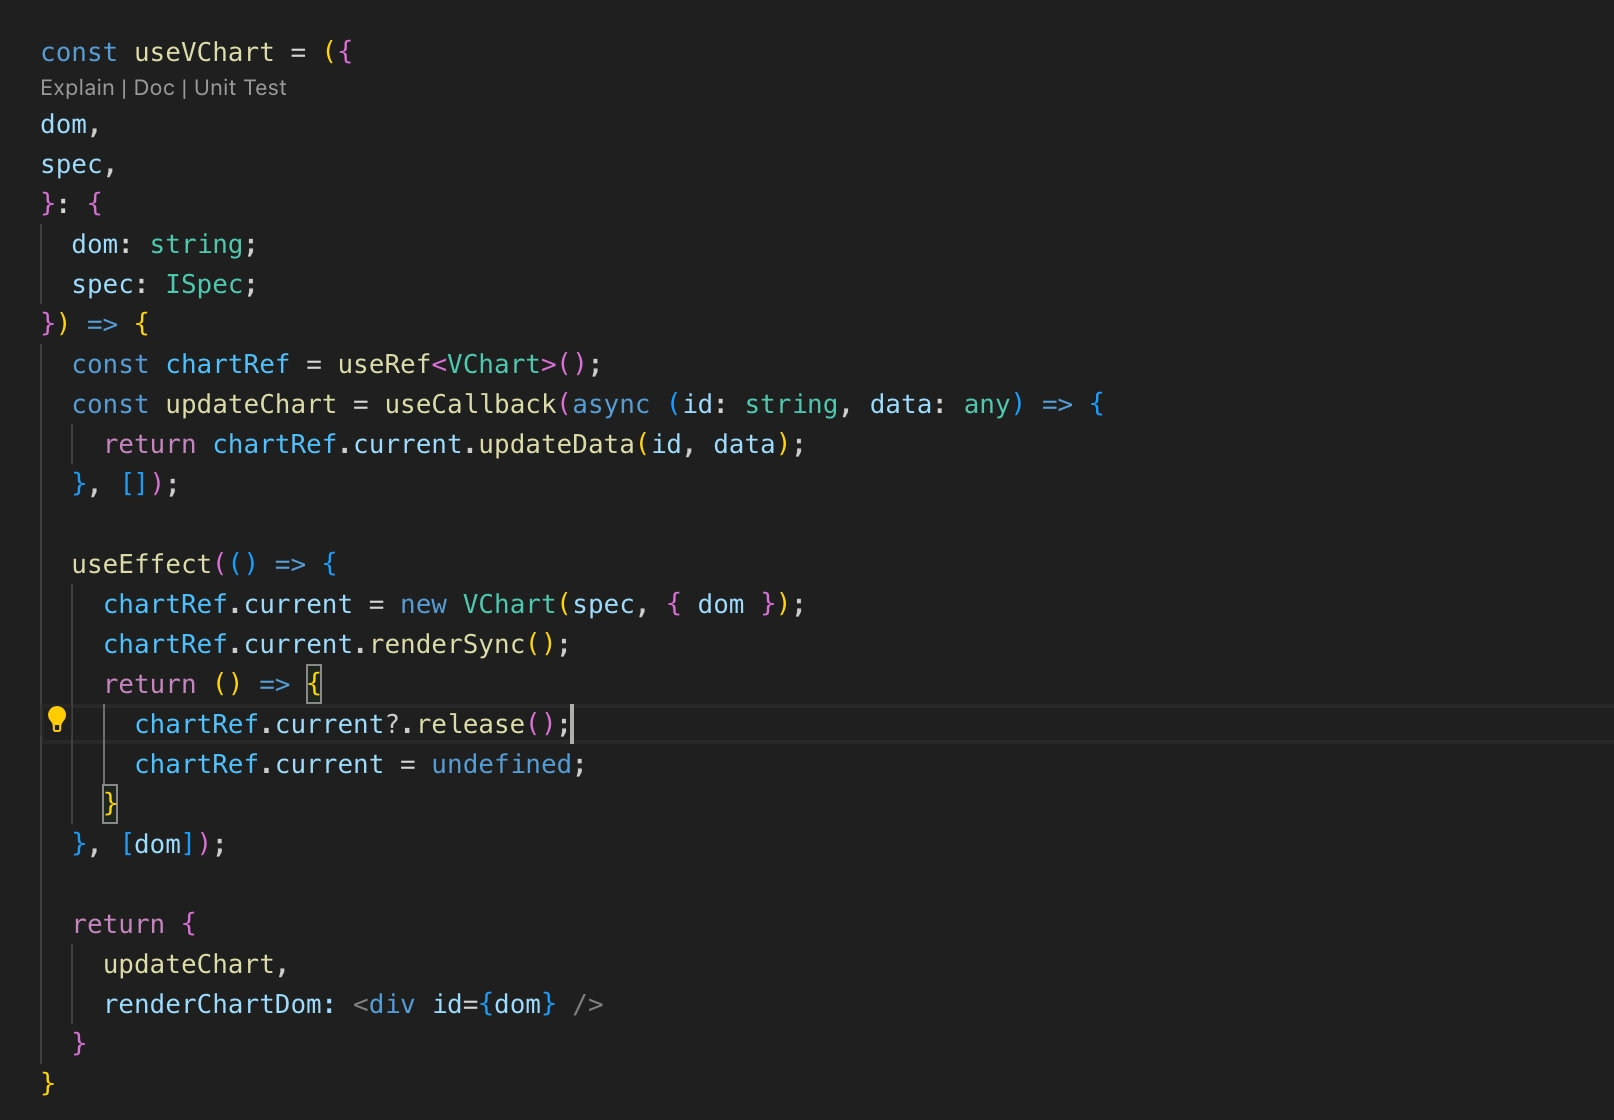 const useVChart = ({
Explain | Doc | Unit Test
dom,
spec,
}: {
  dom: string;
  spec: ISpec;
}) => {
  const chartRef = useRef<VChart>();
  const updateChart = useCallback(async (id: string, data: any) => {
    return chartRef.current.updateData(id, data);
  }, []);

  useEffect(() => {
    chartRef.current = new VChart(spec, { dom });
    chartRef.current.renderSync();
    return () => {
      chartRef.current?.release();
      chartRef.current = undefined;
    }
  }, [dom]);

  return {
    updateChart,
    renderChartDom: <div id={dom} />
  }
}